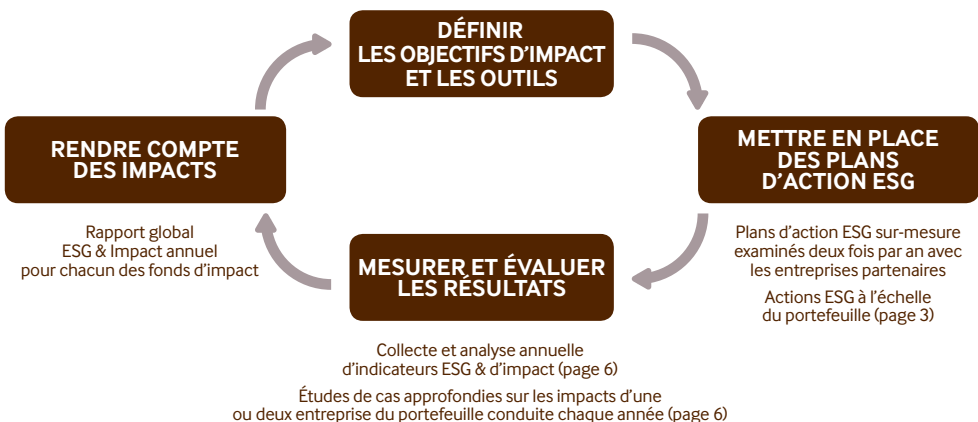 DÉFINIR
LES OBJECTIFS D'IMPACT
ET LES OUTILS
METTRE EN PLACE
DES PLANS
D'ACTION ESG
Plans d'action ESG sur-mesure
examinés deux fois par an avec
les entreprises partenaires
Actions ESG à l'échelle
du portefeuille (page 3)
MESURER ET ÉVALUER
LES RÉSULTATS
Collecte et analyse annuelle
d'indicateurs ESG & d'impact (page 6)
Études de cas approfondies sur les impacts d'une
ou deux entreprise du portefeuille conduite chaque année (page 6)
RENDRE COMPTE
DES IMPACTS
Rapport global
ESG & Impact annuel
pour chacun des fonds d'impact